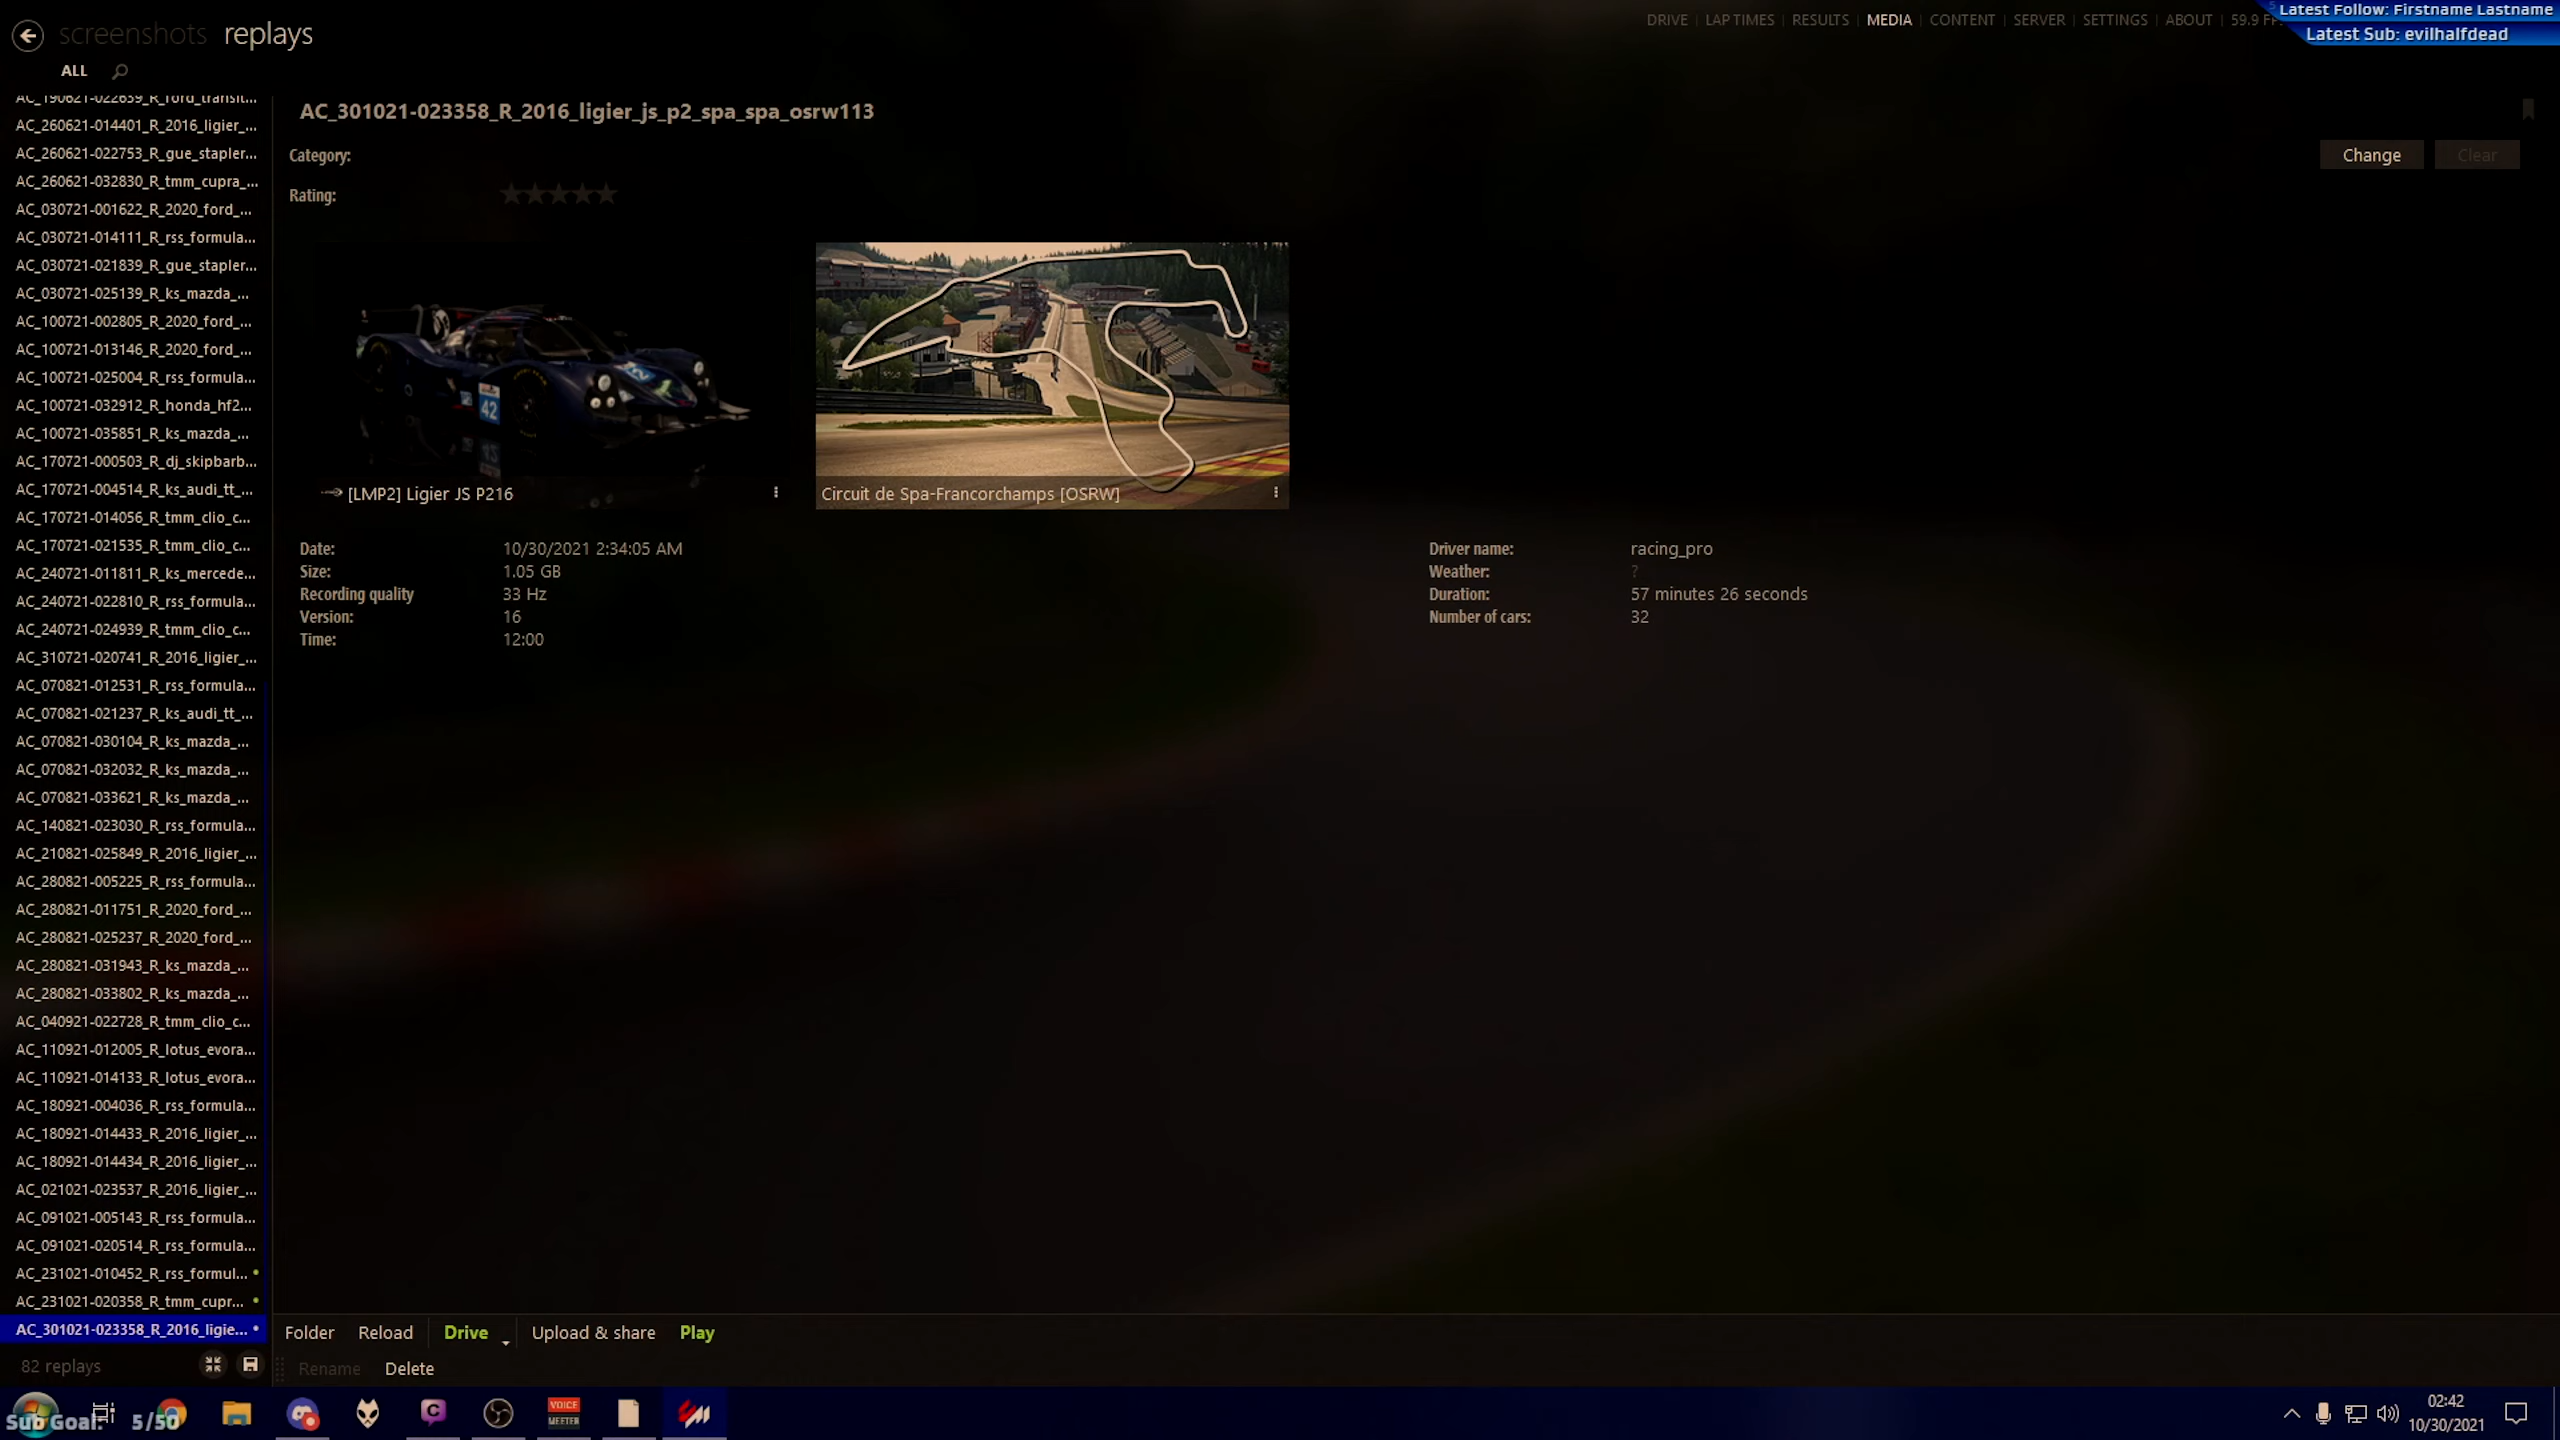 screenshots replays
DRIVE | LAP TIMES | RESULTS | MEDIA | CONTENT | SERVER | SETTINGS | ABOUT | 59.9 FP
Latest Follow: Firstname Lastname
Latest Sub: evilhalfdead
ALL
AC_190621-022639_R_ford_transit...
AC_260621-014401_R_2016_ligier_...
AC_260621-022753_R_gue_stapler...
AC_260621-032830_R_tmm_cupra_...
AC_030721-001622_R_2020_ford_...
AC_030721-014111_R_rss_formula...
AC_030721-021839_R_gue_stapler...
AC_030721-025139_R_ks_mazda_...
AC_100721-002805_R_2020_ford_...
AC_100721-013146_R_2020_ford_...
AC_100721-025004_R_rss_formula...
AC_100721-032912_R_honda_hf2...
AC_100721-035851_R_ks_mazda_...
AC_170721-000503_R_dj_skipbarb...
AC_170721-004514_R_ks_audi_tt_...
AC_170721-014056_R_tmm_clio_c...
AC_170721-021535_R_tmm_clio_c...
AC_240721-011811_R_ks_mercede...
AC_240721-022810_R_rss_formula...
AC_240721-024939_R_tmm_clio_c...
AC_310721-020741_R_2016_ligier_...
AC_070821-012531_R_rss_formula...
AC_070821-021237_R_ks_audi_tt_...
AC_070821-030104_R_ks_mazda_...
AC_070821-032032_R_ks_mazda_...
AC_070821-033621_R_ks_mazda_...
AC_140821-023030_R_rss_formula...
AC_210821-025849_R_2016_ligier_...
AC_280821-005225_R_rss_formula...
AC_280821-011751_R_2020_ford_...
AC_280821-025237_R_2020_ford_...
AC_280821-031943_R_ks_mazda_...
AC_280821-033802_R_ks_mazda_...
AC_040921-022728_R_tmm_clio_c...
AC_110921-012005_R_lotus_evora...
AC_110921-014133_R_lotus_evora...
AC_180921-004036_R_rss_formula...
AC_180921-014433_R_2016_ligier_...
AC_180921-014434_R_2016_ligier_...
AC_021021-023537_R_2016_ligier_...
AC_091021-005143_R_rss_formula...
AC_091021-020514_R_rss_formula...
AC_231021-010452_R_rss_formul...
AC_231021-020358_R_tmm_cupr...
AC_301021-023358_R_2016_ligie...
82 replays
AC_301021-023358_R_2016_ligier_js_p2_spa_spa_osrw113
Category:
Change Clear
Rating:
42
[LMP2] Ligier JS P216
Circuit de Spa-Francorchamps [OSRW]
Date: 10/30/2021 2:34:05 AM
Size: 1.05 GB
Recording quality 33 Hz
Version: 16
Time: 12:00
Driver name: racing_pro
Weather: ?
Duration: 57 minutes 26 seconds
Number of cars: 32
Folder Reload Drive Upload & share Play
Rename Delete
Sub Goal: 5/50
VOICE
MEETER
02:42
10/30/2021